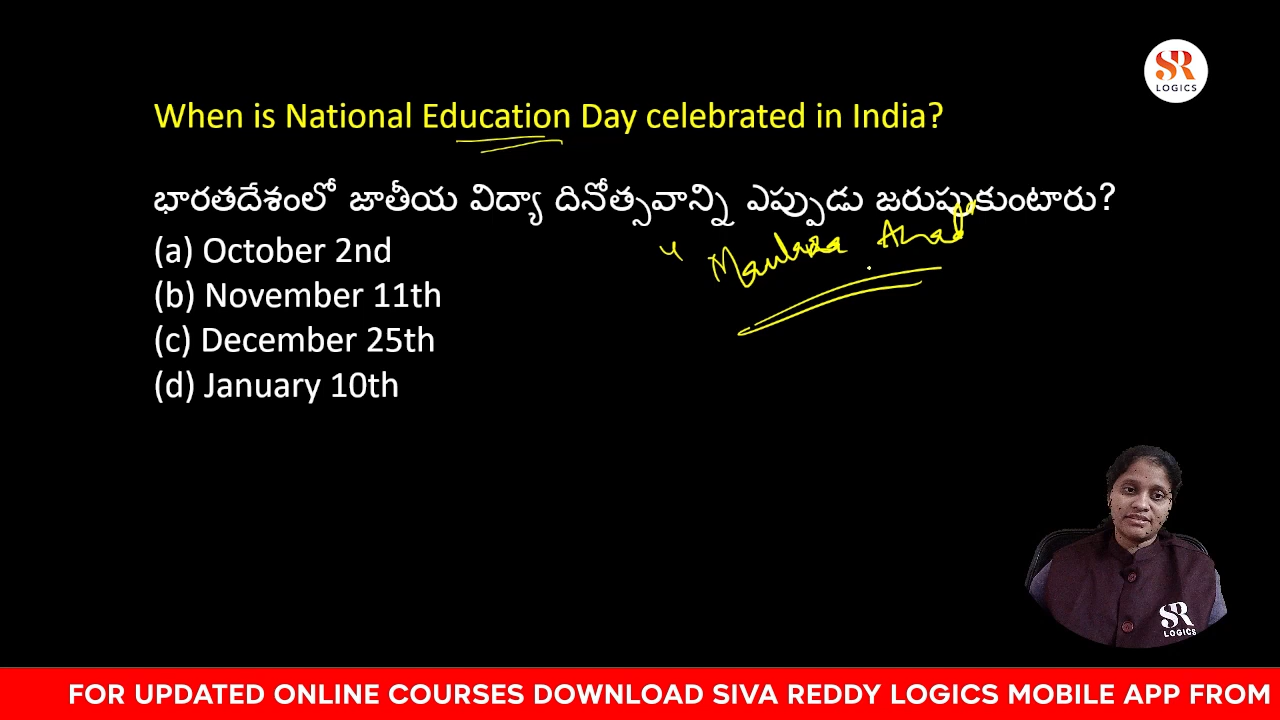 SR
LOGICS
When is National Education Day celebrated in India?
భారతదేశంలో జాతీయ విద్యా దినోత్సవాన్ని ఎప్పుడు జరుపుకుంటారు?
(a) October 2nd
(b) November 11th
(c) December 25th
(d) January 10th
SR
LOGICS
FOR UPDATED ONLINE COURSES DOWNLOAD SIVA REDDY LOGICS MOBILE APP FROM